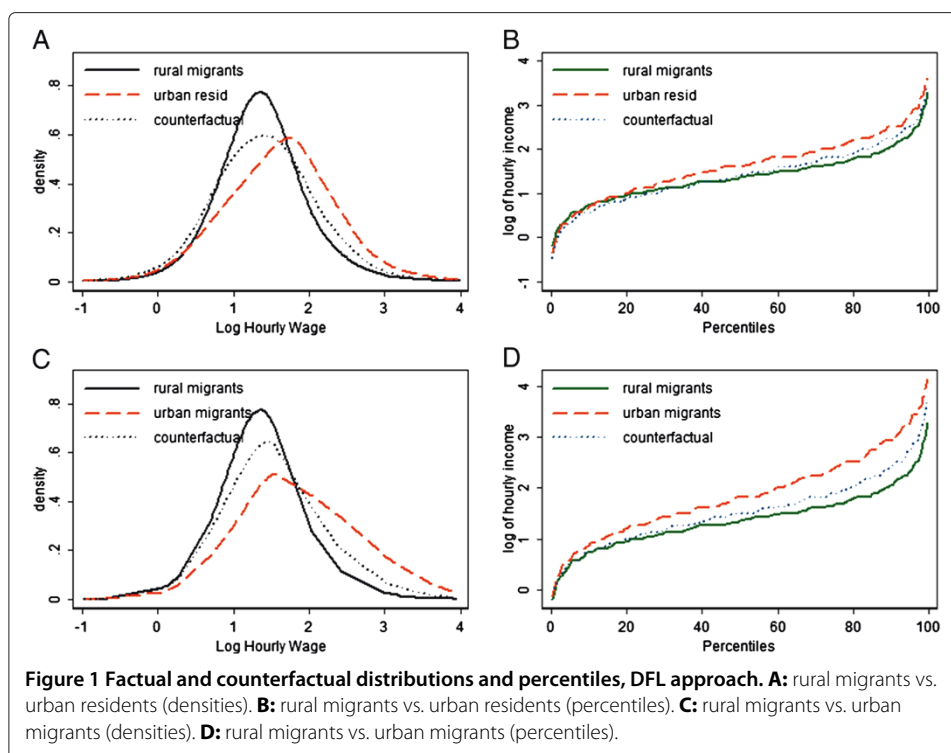 A
rural migrants
urban resid
counterfactual
density
0 .2 .4 .6 .8
-1 0 1 2 3 4
Log Hourly Wage
B
rural migrants
urban resid
counterfactual
log of hourly income
-1 0 1 2 3 4
0 20 40 60 80 100
Percentiles
C
rural migrants
urban migrants
counterfactual
density
0 .2 .4 .6 .8
-1 0 1 2 3 4
Log Hourly Wage
D
rural migrants
urban migrants
counterfactual
log of hourly income
0 1 2 3 4
0 20 40 60 80 100
Percentiles
Figure 1 Factual and counterfactual distributions and percentiles, DFL approach. A: rural migrants vs.
urban residents (densities). B: rural migrants vs. urban residents (percentiles). C: rural migrants vs. urban
migrants (densities). D: rural migrants vs. urban migrants (percentiles).